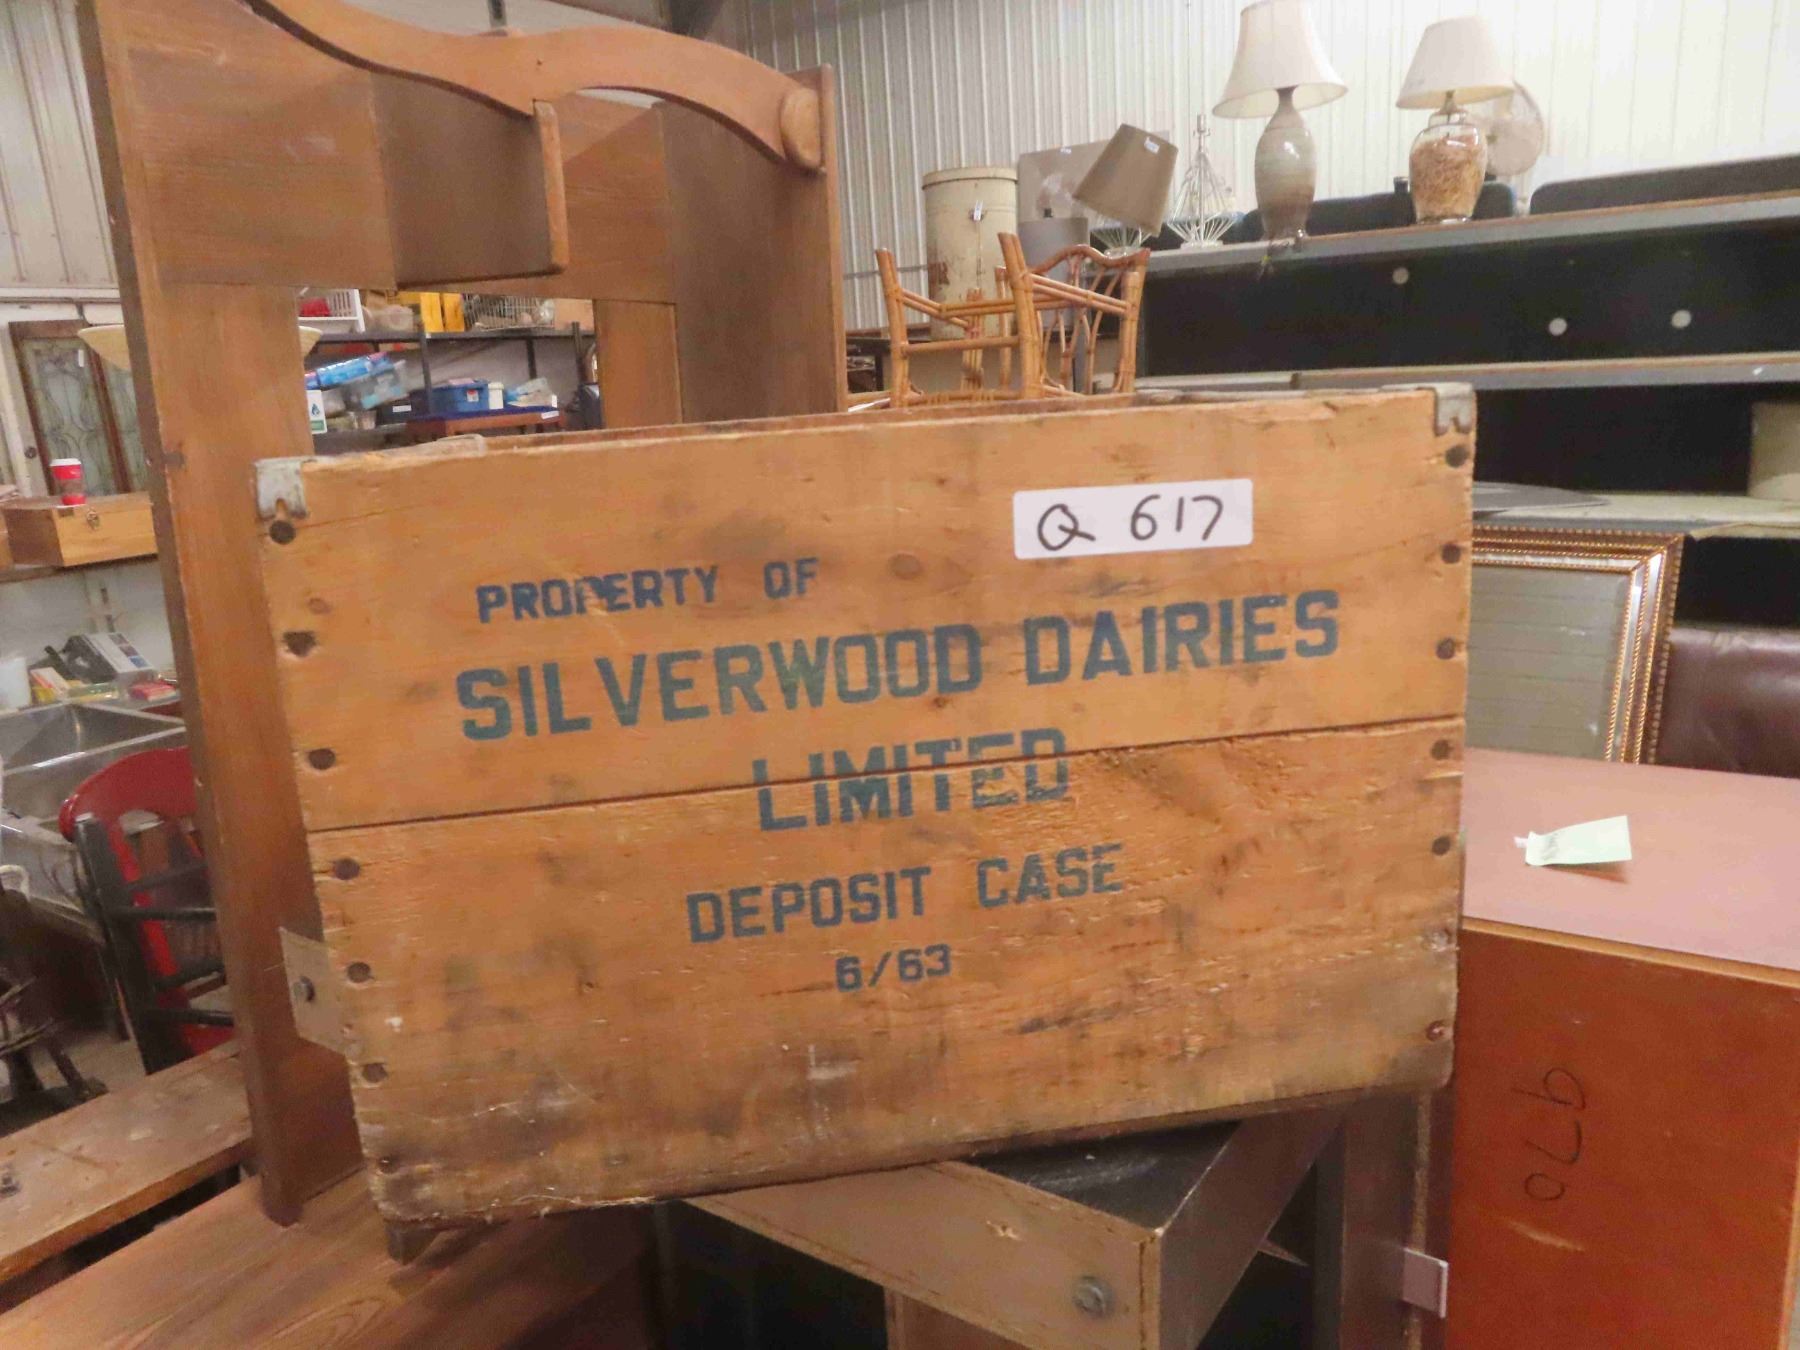 Q 617
PROPERTY OF
SILVERWOOD DAIRIES
LIMITED
DEPOSIT CASE
6/63
970